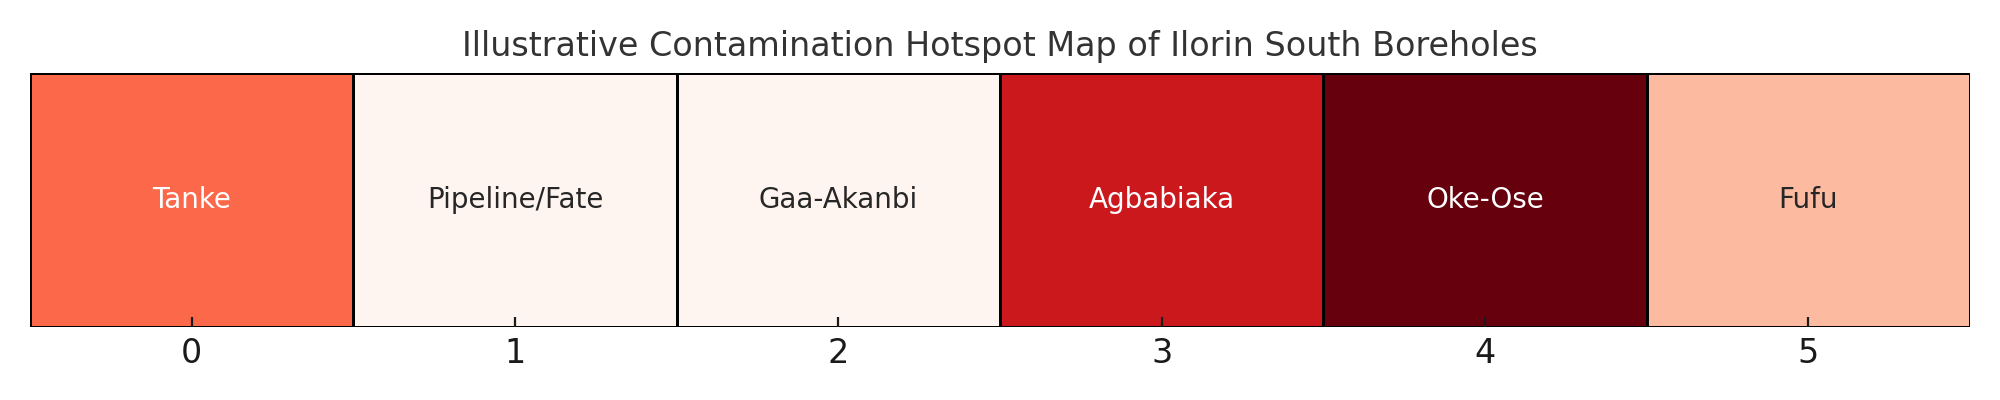 Illustrative Contamination Hotspot Map of Ilorin South Boreholes
Tanke Pipeline/Fate Gaa-Akanbi Agbabiaka Oke-Ose Fufu
0 1 2 3 4 5